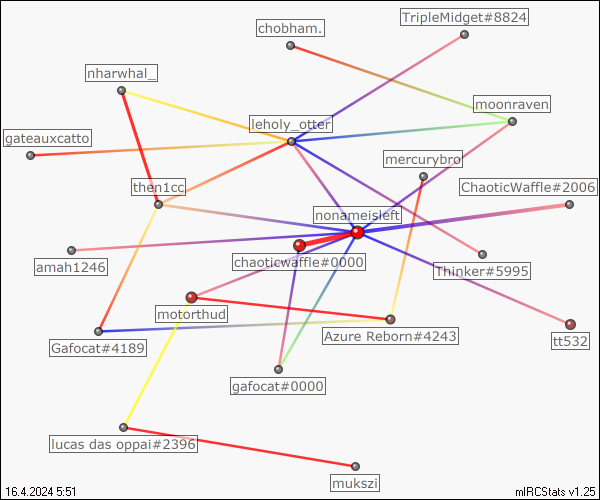 TripleMidget#8824
chobham.
nharwhal_
moonraven
leholy_otter
gateauxcatto
mercurybro
then1cc
ChaoticWaffle#2006
nonameisleft
chaoticwaffle#0000
amah1246
Thinker#5995
motorthud
Azure Reborn#4243
tt532
Gafocat#4189
gafocat#0000
lucas das oppai#2396
mukszi
16.4.2024 5:51
mIRCStats v1.25